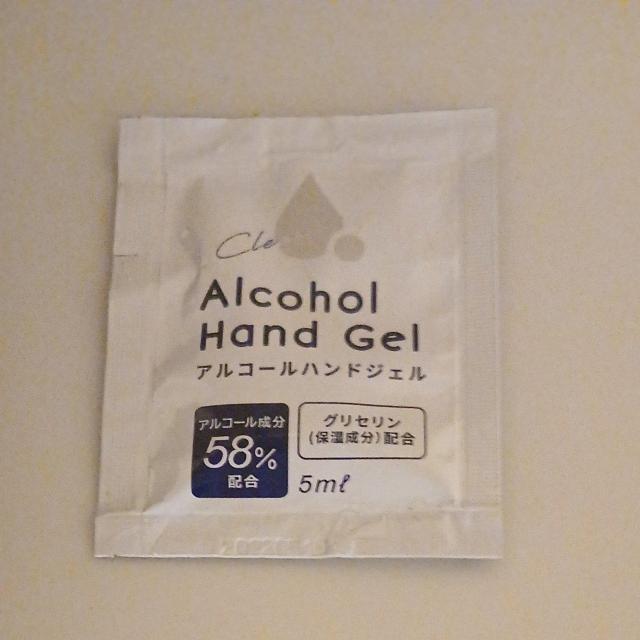 Cle
Alcohol
Hand Gel
アルコールハンドジェル
アルコール成分
58%
配合
グリセリン
(保湿成分)配合
5mℓ